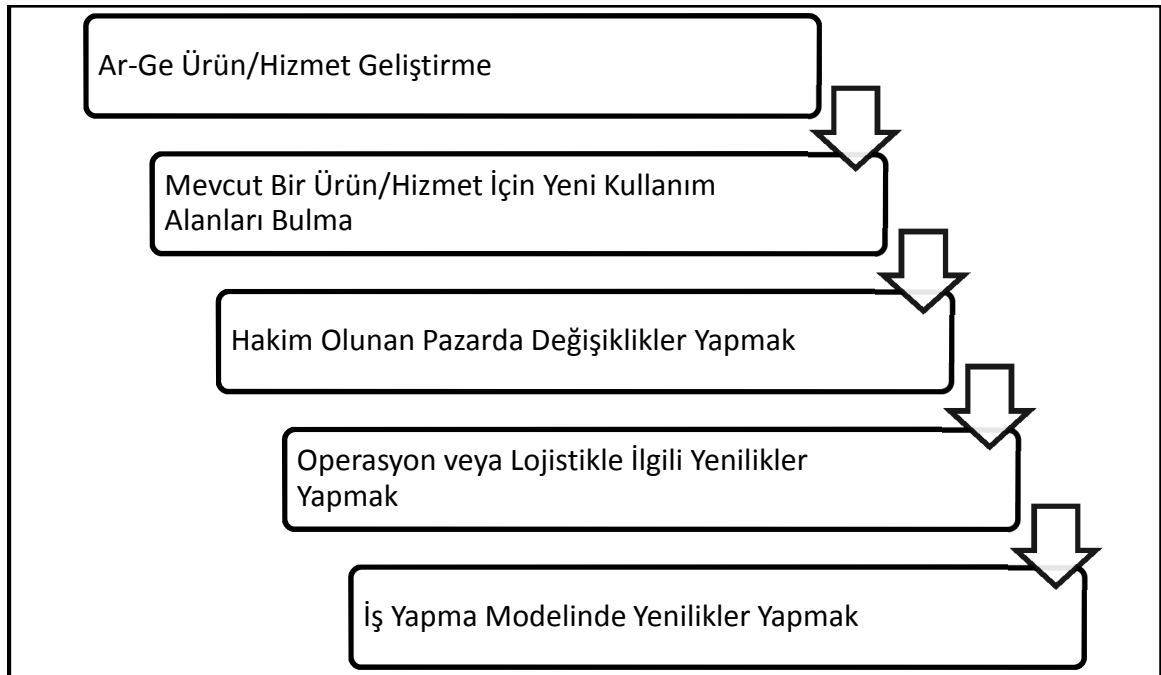 Ar-Ge Ürün/Hizmet Geliştirme
Mevcut Bir Ürün/Hizmet İçin Yeni Kullanım
Alanları Bulma
Hakim Olunan Pazarda Değişiklikler Yapmak
Operasyon veya Lojistikle İlgili Yenilikler
Yapmak
İş Yapma Modelinde Yenilikler Yapmak